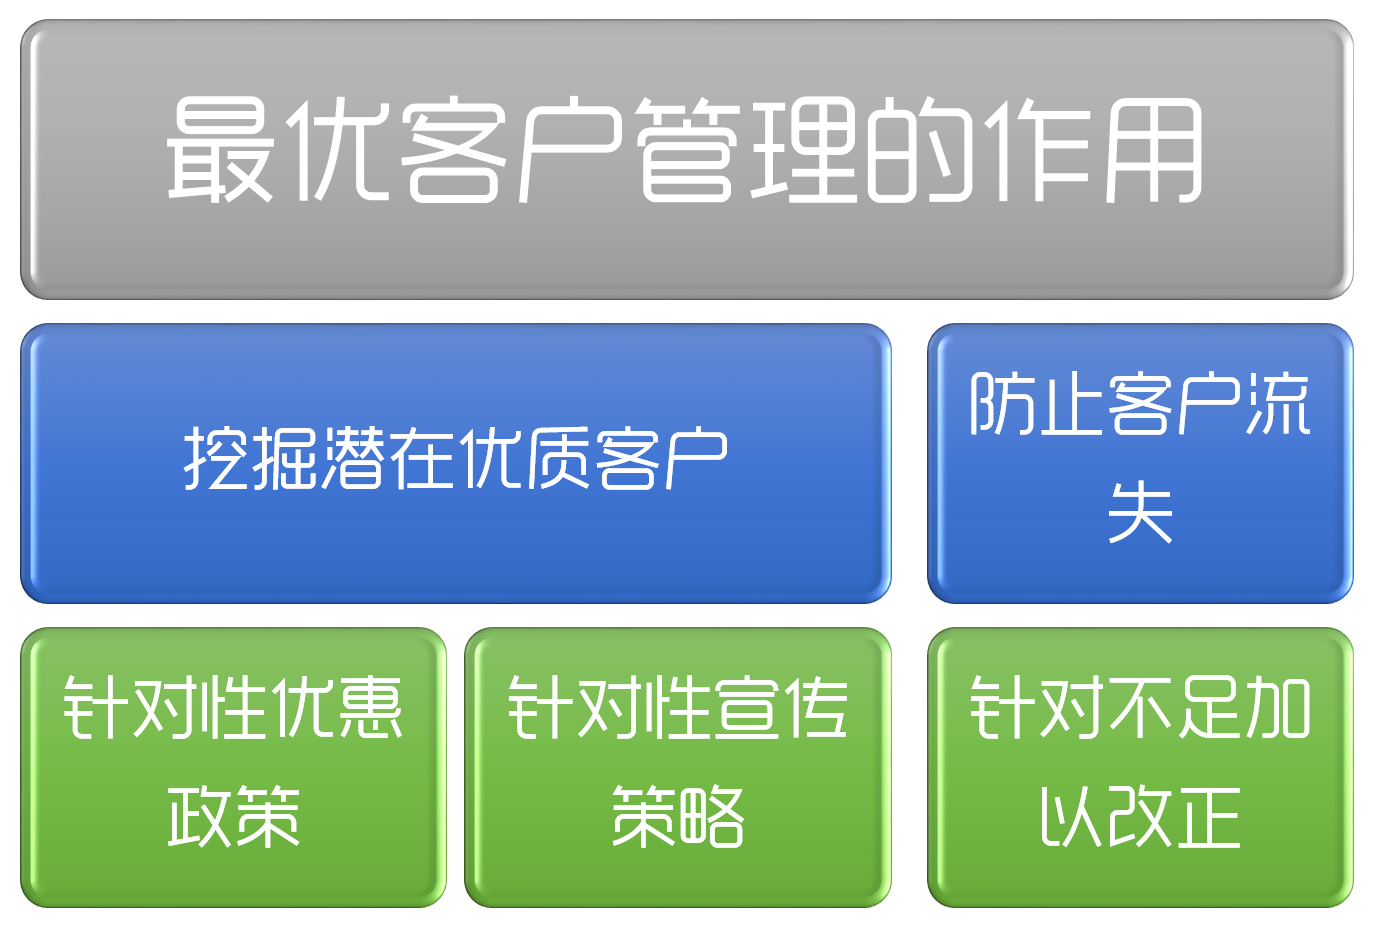 最优客户管理的作用
挖掘潜在优质客户
防止客户流
失
针对性优惠
政策
针对性宣传
策略
针对不足加
以改正